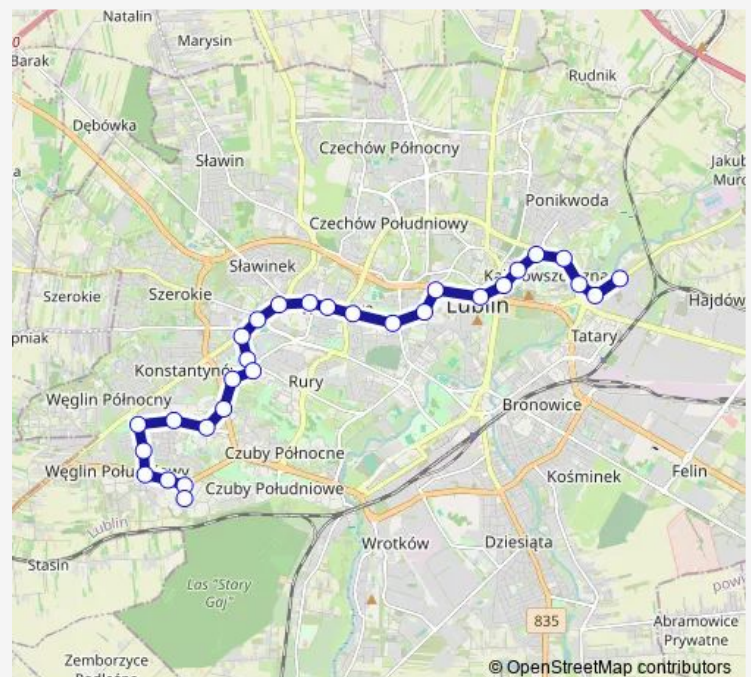 Natalin
Marysin
Barak
Rudnik
Dębówka
Sławin
Czechów Północny
Jakub
Murc
Ponikwoda
Czechów Południowy
Sławinek
Szerokie
Szerokie
Lublin
Hajdów
Tatary
Konstantynów
Rury
Węglin Północny
Bronowice
Czuby Północne
Węglin Południowy
Kośminek
Felin
Czuby Południowe
Lublin
Wrotków
Dziesiąta
Stasin
Las "Stary
Gaj"
835
Abramowice
Prywatne
Zemborzyce
© OpenStreetMap contributors